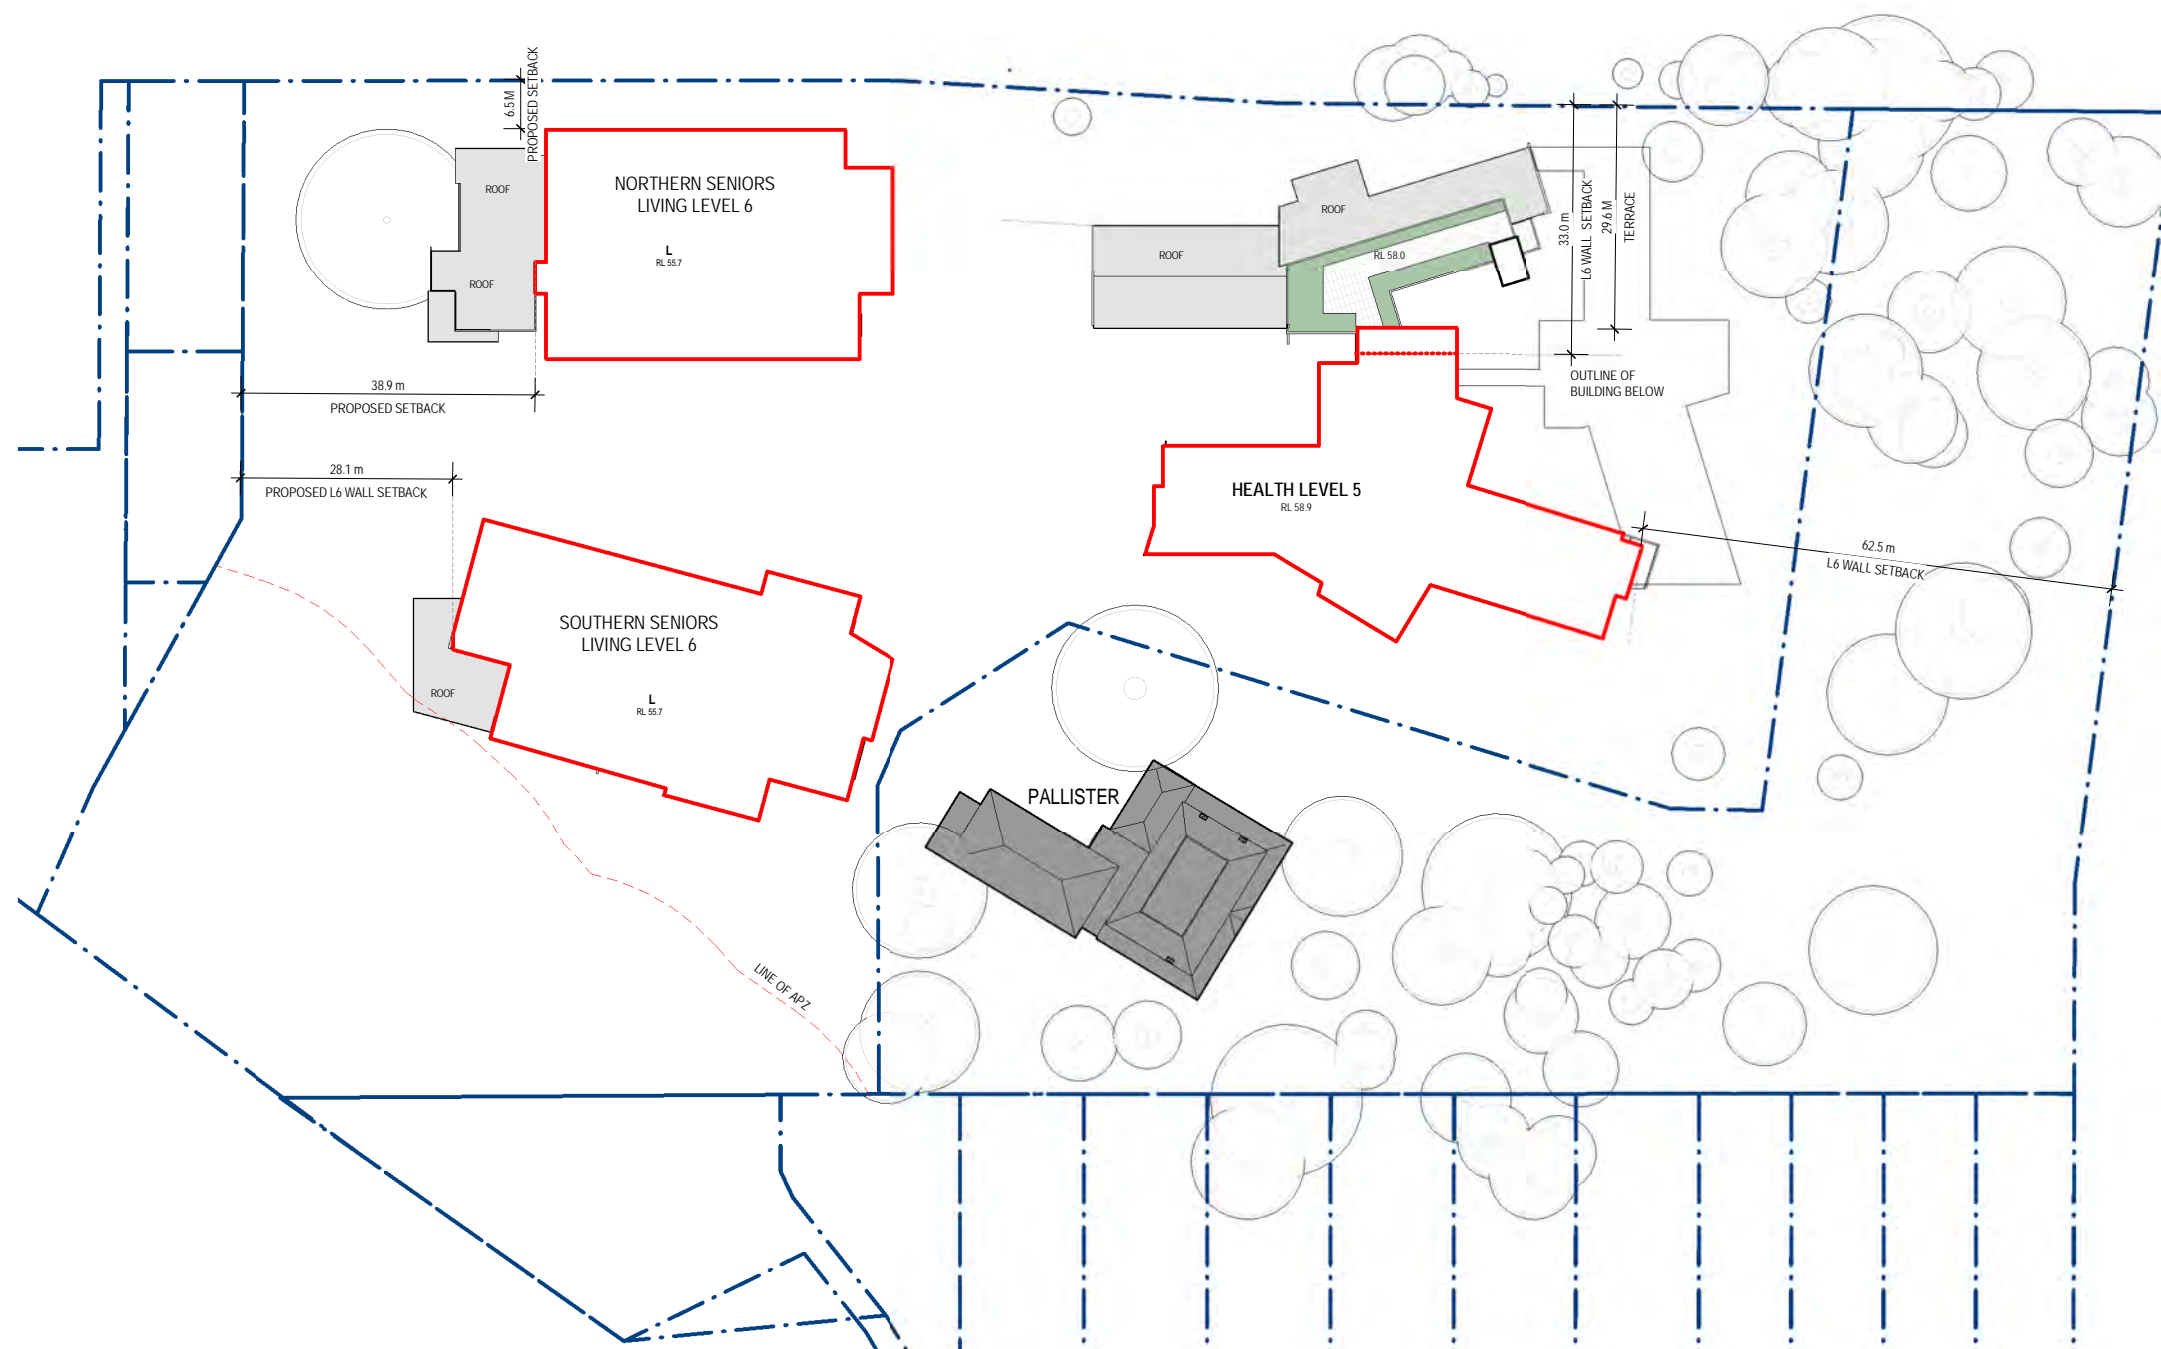 6.5 M
PROPOSED SETBACK
ROOF
NORTHERN SENIORS
LIVING LEVEL 6
L
RL 55.7
ROOF
38.9 m
PROPOSED SETBACK
ROOF
ROOF
RL 58.0
33.0 m
L6 WALL SETBACK
29.6 M
TERRACE
OUTLINE OF
BUILDING BELOW
28.1 m
PROPOSED L6 WALL SETBACK
HEALTH LEVEL 5
RL 58.9
62.5 m
L6 WALL SETBACK
SOUTHERN SENIORS
LIVING LEVEL 6
L
RL 55.7
ROOF
PALLISTER
LINE OF APZ